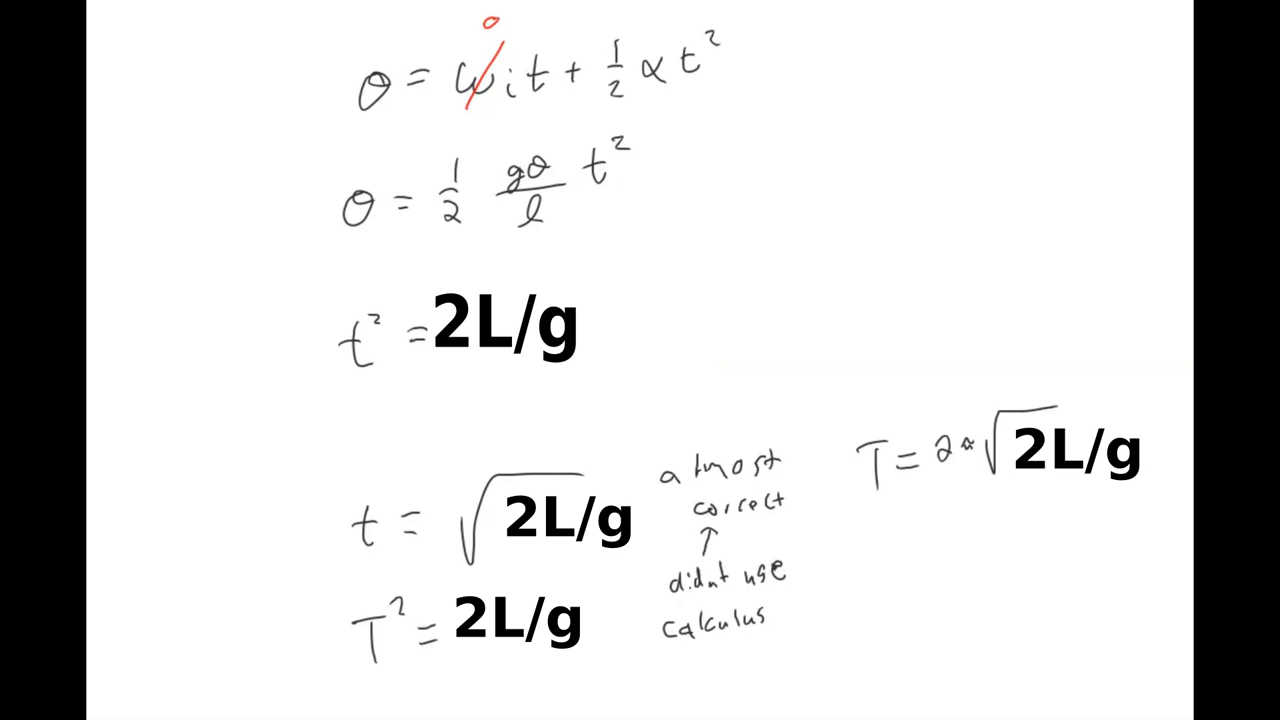 0
θ = ωit + 1/2 αt²
θ = 1/2 gθ/l t²
t² = 2L/g
t = √2L/g
T² = 2L/g
almost
correct
↑
didnt use
calculus
T = 2π√2L/g